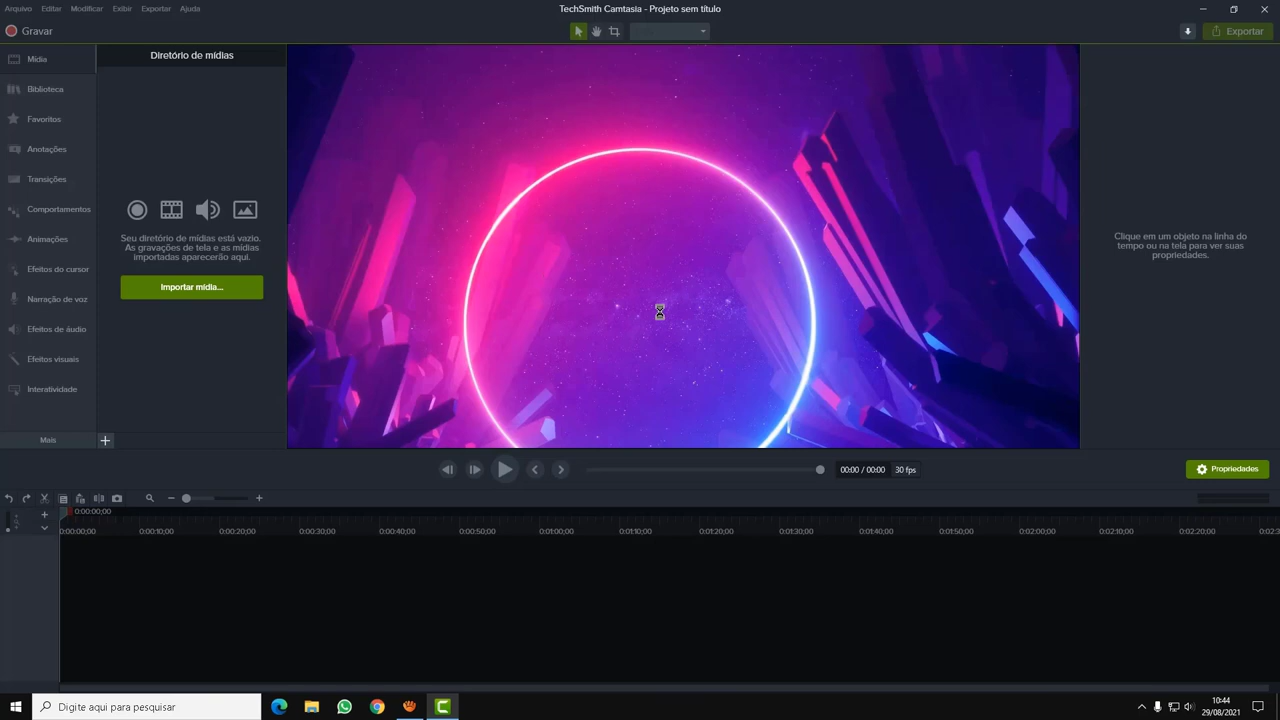 Arquivo Editar Modificar Exibir Exportar Ajuda
TechSmith Camtasia - Projeto sem título
Gravar
Exportar
Mídia
Biblioteca
Favoritos
Anotações
Transições
Comportamentos
Animações
Efeitos do cursor
Narração de voz
Efeitos de áudio
Efeitos visuais
Interatividade
Mais
Diretório de mídias
Seu diretório de mídias está vazio.
As gravações de tela e as mídias
importadas aparecerão aqui.
Importar mídia...
Clique em um objeto na linha do
tempo ou na tela para ver suas
propriedades.
00:00 / 00:00 30 fps
Propriedades
0:00:00;00
0:00:00;00 0:00:10;00 0:00:20;00 0:00:30;00 0:00:40;00 0:00:50;00 0:01:00;00 0:01:10;00 0:01:20;00 0:01:30;00 0:01:40;00 0:01:50;00 0:02:00;00 0:02:10;00 0:02:20;00
Digite aqui para pesquisar
10:44
29/08/2021